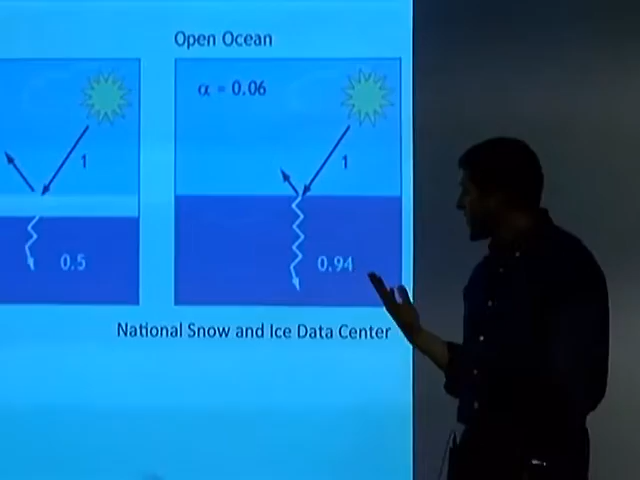 Open Ocean
α = 0.06
1
1
0.5
0.94
National Snow and Ice Data Center